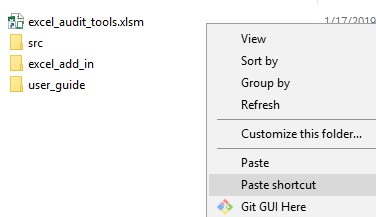 excel_audit_tools.xlsm 1/17/2019
src
excel_add_in
user_guide
View
Sort by
Group by
Refresh
Customize this folder...
Paste
Paste shortcut
Git GUI Here